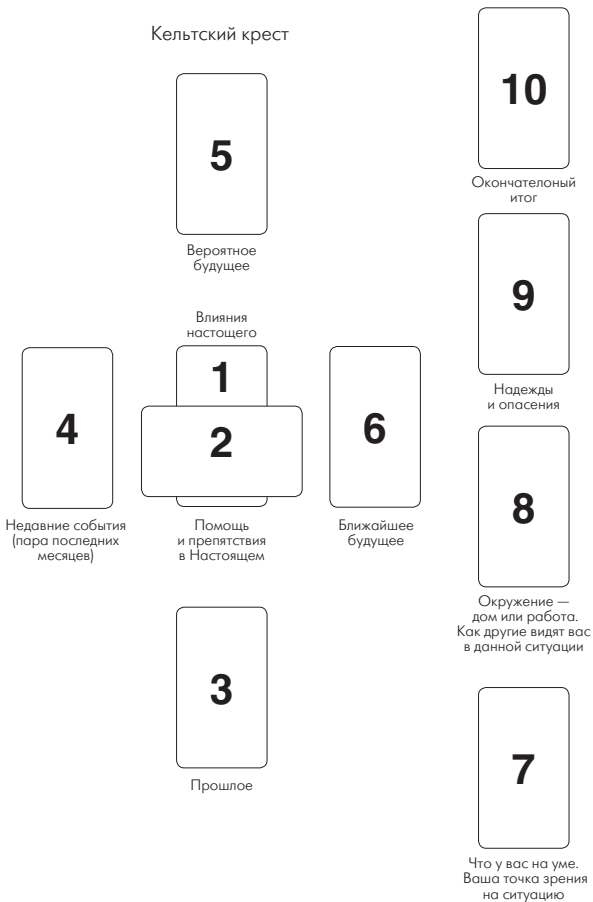 Кельтский крест
5
Вероятное
будущее
Влияния
настощего
1
2
Помощь
и препятствия
в Настоящем
4
Недавние события
(пара последних
месяцев)
6
Ближайшее
будущее
3
Прошлое
10
Окончателоный
итог
9
Надежды
и опасения
8
Окружение —
дом или работа.
Как другие видят вас
в данной ситуации
7
Что у вас на уме.
Ваша точка зрения
на ситуацию